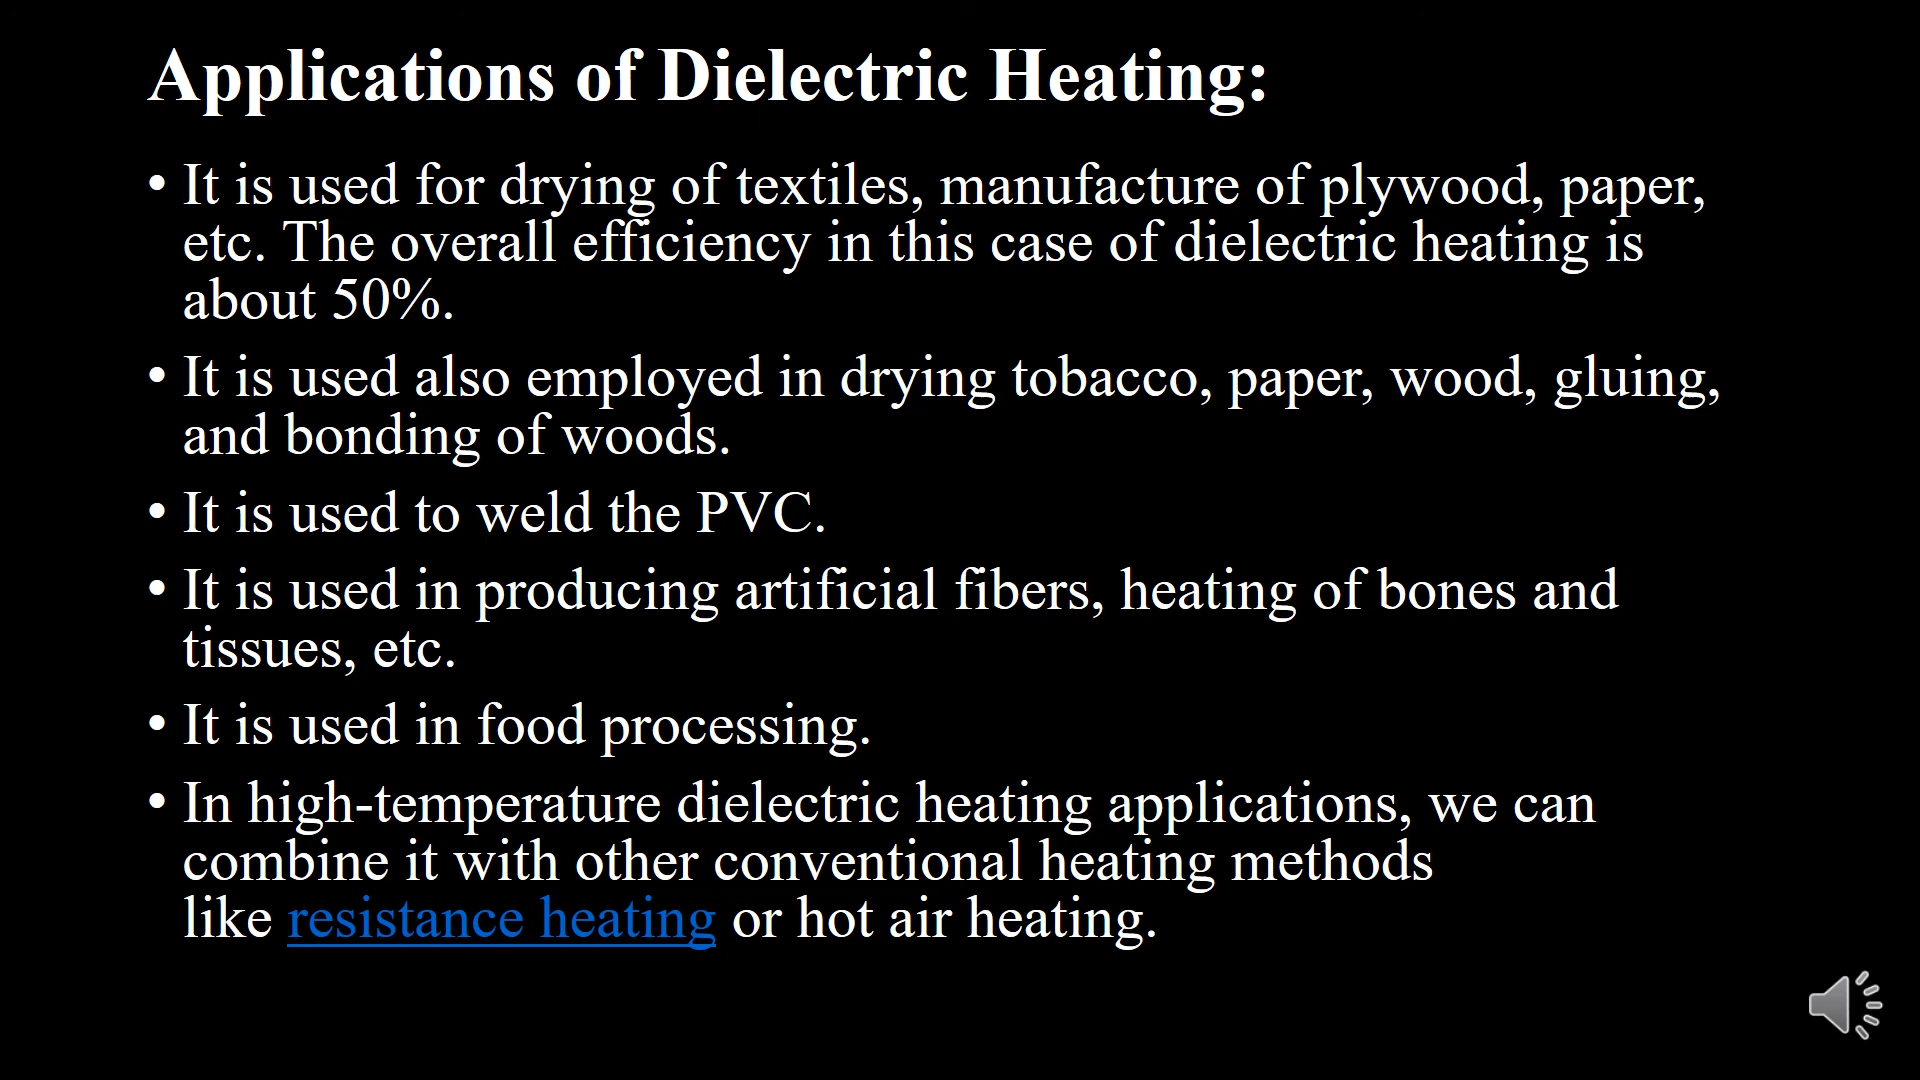 Applications of Dielectric Heating:
• It is used for drying of textiles, manufacture of plywood, paper,
etc. The overall efficiency in this case of dielectric heating is
about 50%.
• It is used also employed in drying tobacco, paper, wood, gluing,
and bonding of woods.
• It is used to weld the PVC.
• It is used in producing artificial fibers, heating of bones and
tissues, etc.
• It is used in food processing.
• In high-temperature dielectric heating applications, we can
combine it with other conventional heating methods
like resistance heating or hot air heating.